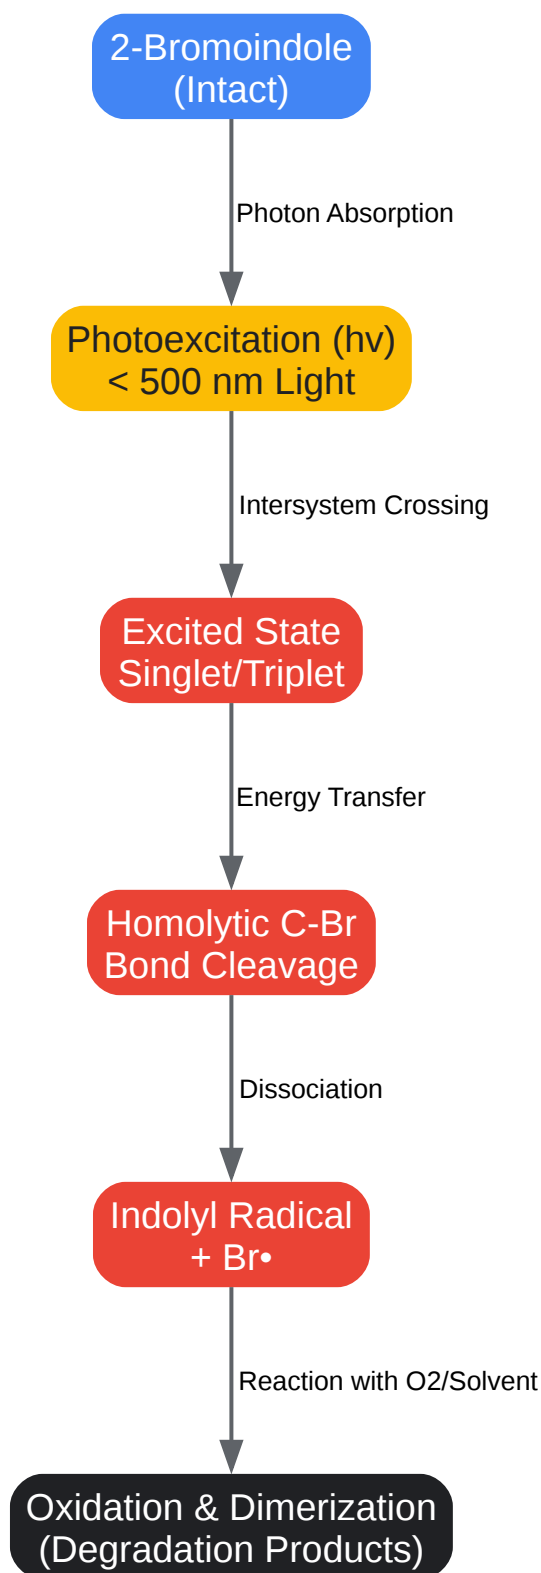 2-Bromoindole
(Intact)
Photon Absorption
Photoexcitation (hv)
< 500 nm Light
Intersystem Crossing
Excited State
Singlet/Triplet
Energy Transfer
Homolytic C-Br
Bond Cleavage
Dissociation
Indolyl Radical
+ Br•
Reaction with O2/Solvent
Oxidation & Dimerization
(Degradation Products)